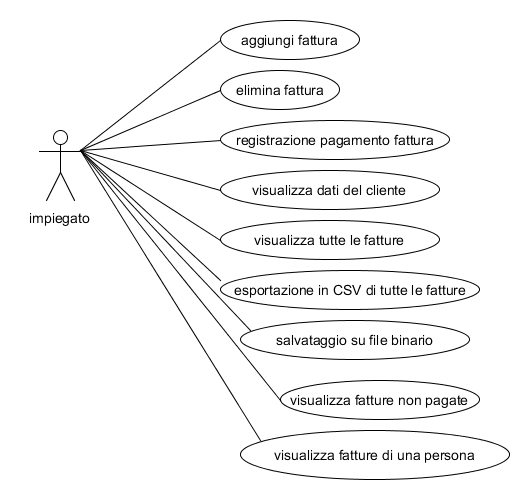 aggiungi fattura
elimina fattura
registrazione pagamento fattura
visualizza dati del cliente
impiegato
visualizza tutte le fatture
esportazione in CSV di tutte le fatture
salvataggio su file binario
visualizza fatture non pagate
visualizza fatture di una persona